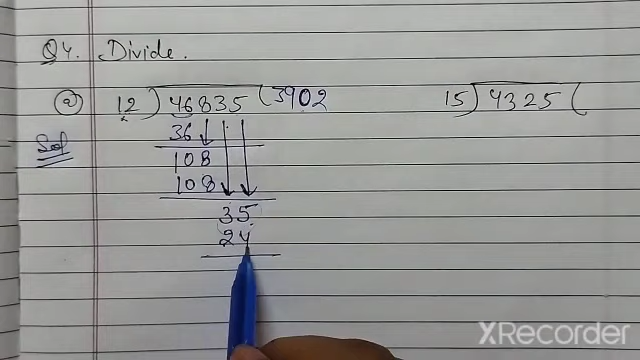 Q4. Divide.
a) 12 ) 46835 ( 3902
15 ) 4325 (
Sol
36
108
108
35
24
XRecorder